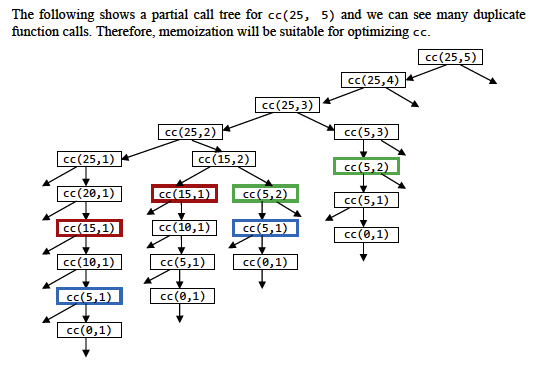 The following shows a partial call tree for cc(25, 5) and we can see many duplicate
function calls. Therefore, memoization will be suitable for optimizing cc.
cc(25,5)
cc(25,4)
cc(25,3)
cc(25,2) cc(5,3)
cc(25,1) cc(15,2) cc(5,2)
cc(20,1) cc(15,1) cc(5,2) cc(5,1)
cc(15,1) cc(10,1) cc(5,1) cc(0,1)
cc(10,1) cc(5,1) cc(0,1)
cc(5,1) cc(0,1)
cc(0,1)